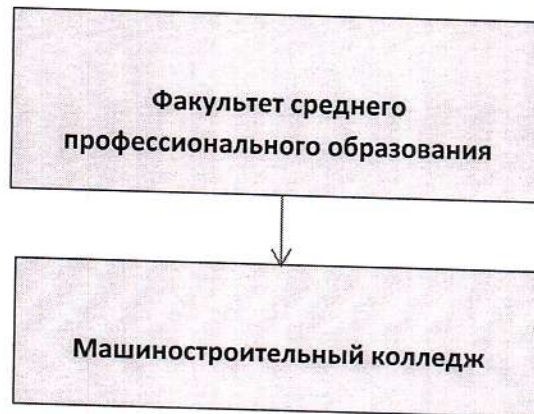 Факультет среднего
профессионального образования
Машиностроительный колледж